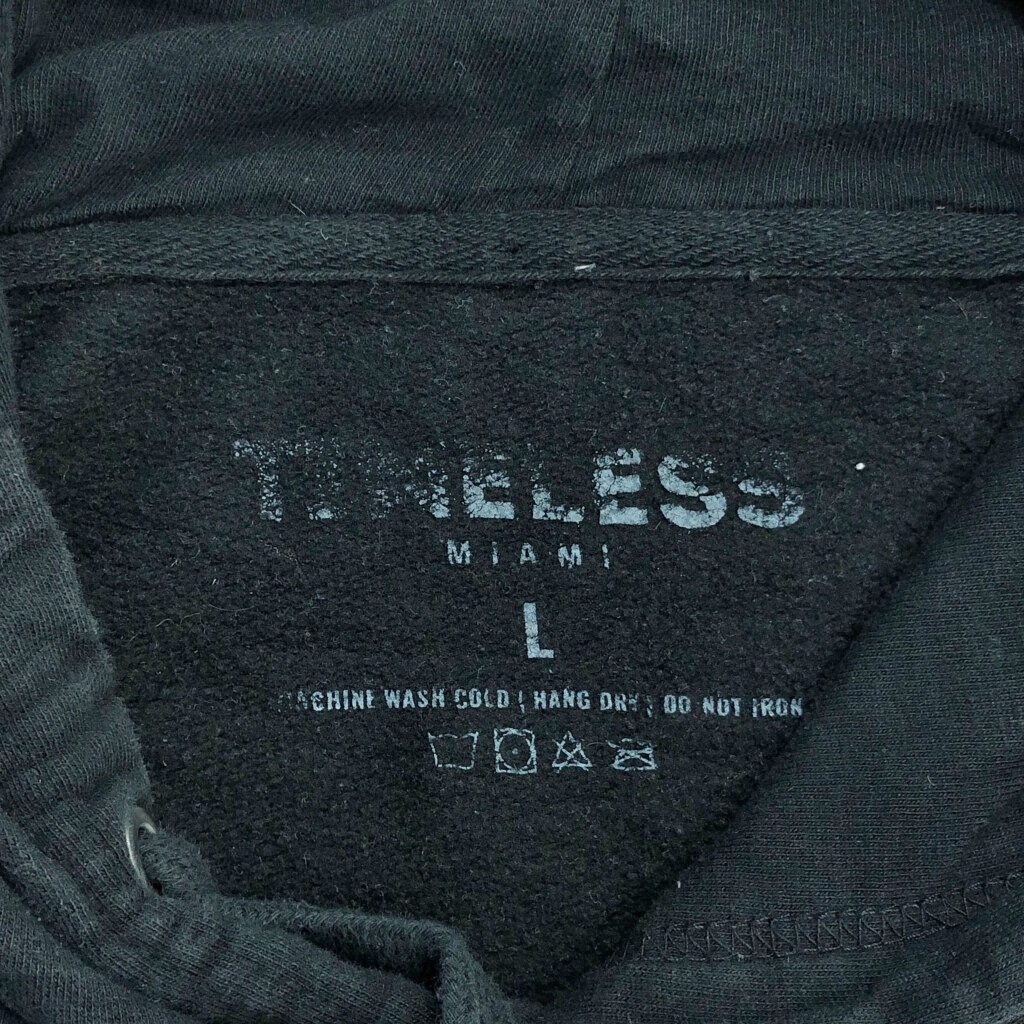 TIMELESS
MIAMI
L
MACHINE WASH COLD | HANG DRY | DO NOT IRON